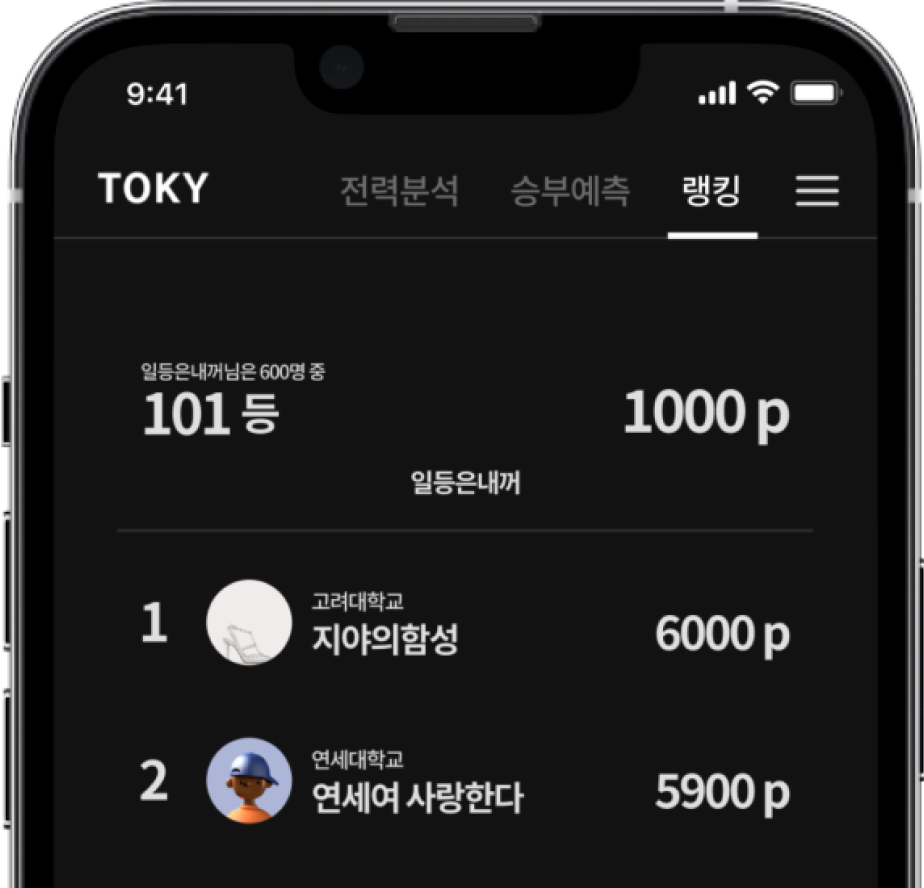 9:41
TOKY 전력분석 승부예측 랭킹
일등은내꺼님은 600명 중
101 등 1000 p
일등은내꺼
1 고려대학교
지야의함성 6000 p
2 연세대학교
연세여 사랑한다 5900 p